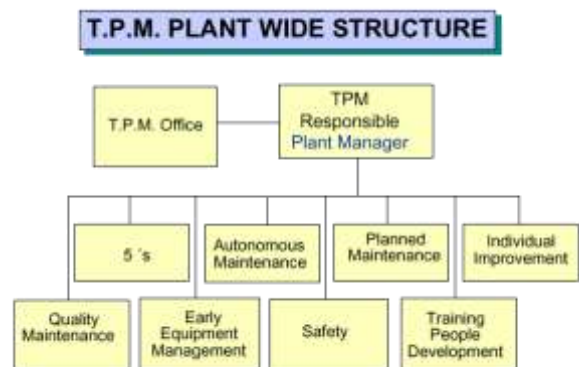 T.P.M. PLANT WIDE STRUCTURE
T.P.M. Office
TPM
Responsible
Plant Manager
5 ´s
Autonomous
Maintenance
Planned
Maintenance
Individual
Improvement
Quality
Maintenance
Early
Equipment
Management
Safety
Training
People
Development